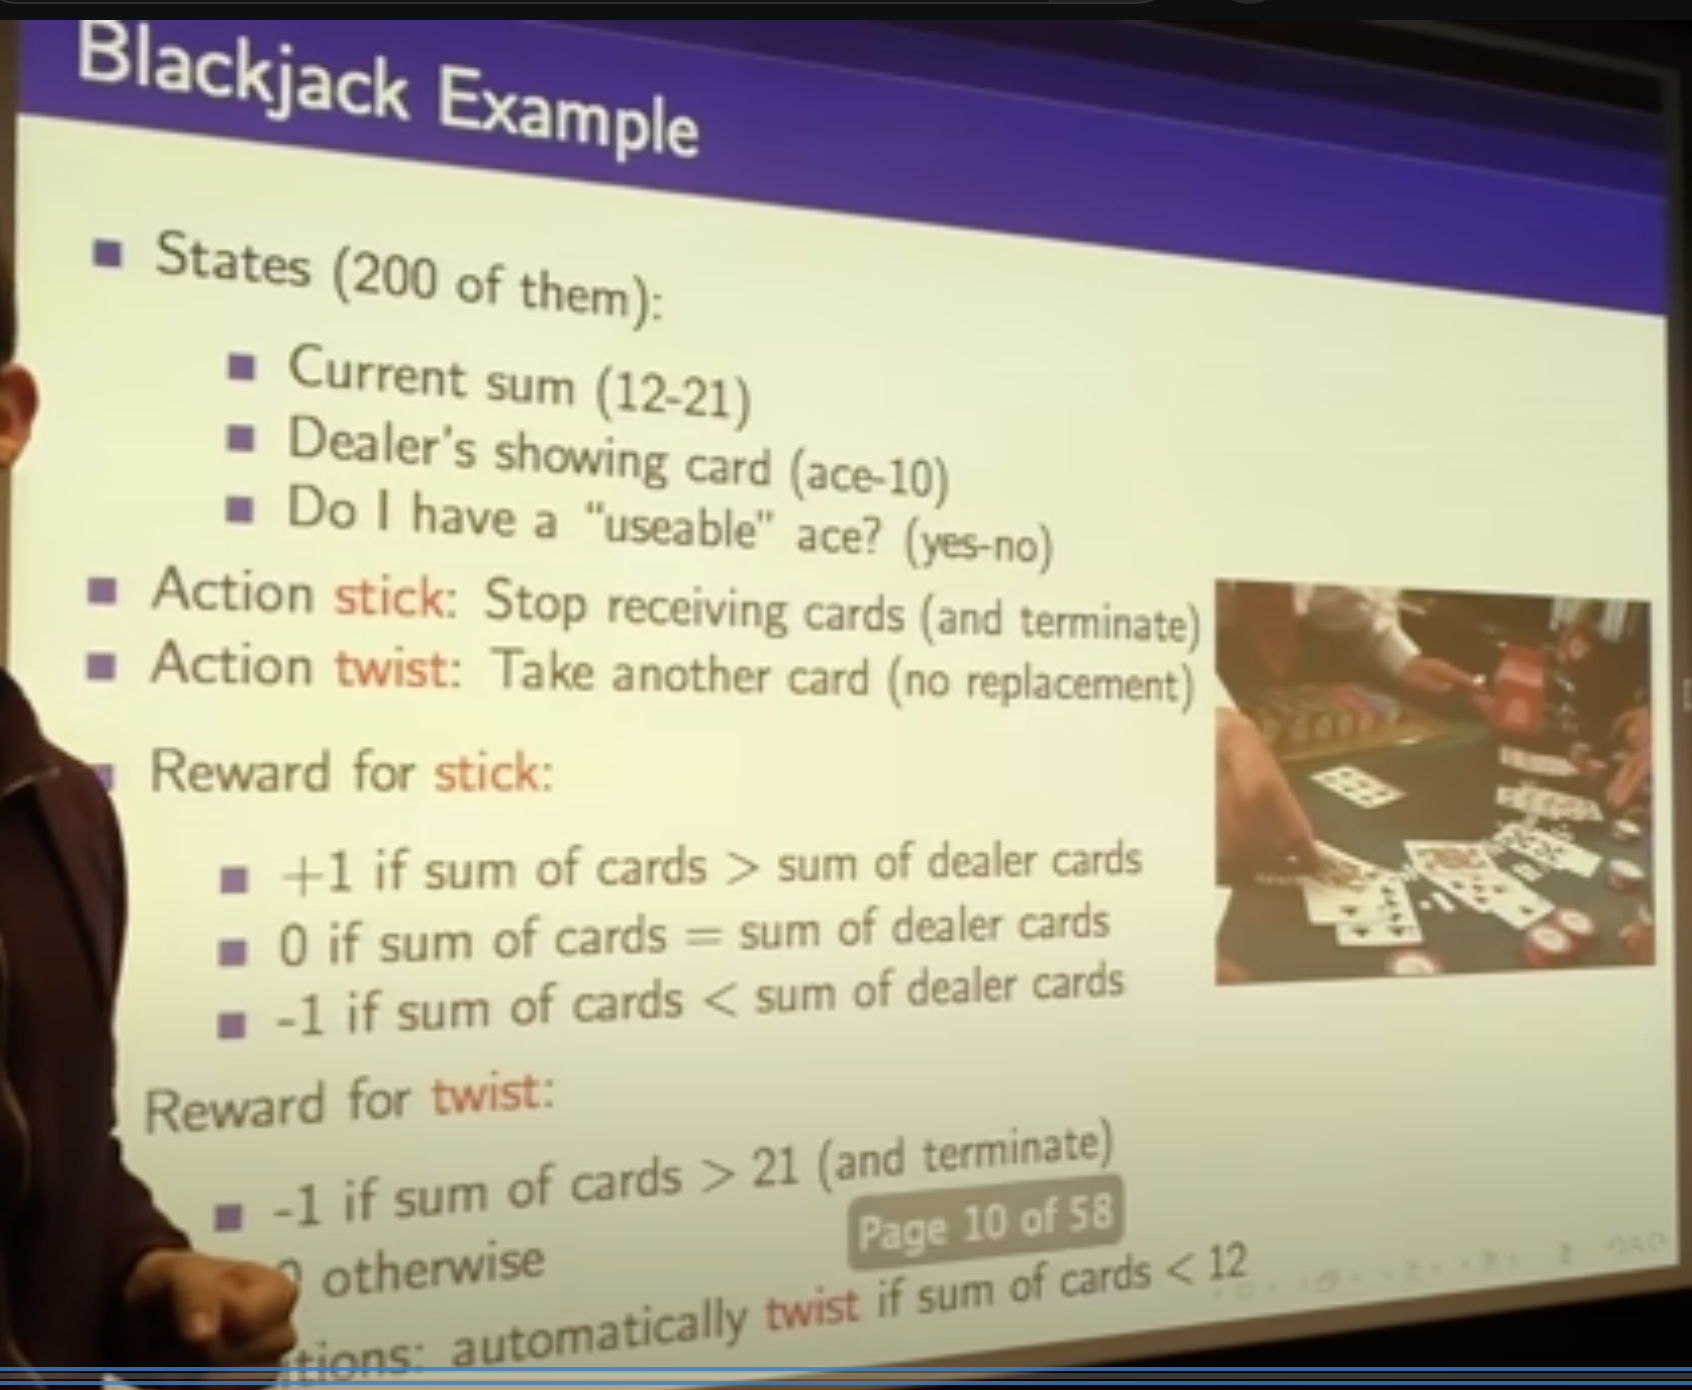 Blackjack Example
States (200 of them):
Current sum (12-21)
Dealer's showing card (ace-10)
Do I have a "useable" ace? (yes-no)
Action stick: Stop receiving cards (and terminate)
Action twist: Take another card (no replacement)
Reward for stick:
+1 if sum of cards > sum of dealer cards
0 if sum of cards = sum of dealer cards
-1 if sum of cards < sum of dealer cards
Reward for twist:
-1 if sum of cards > 21 (and terminate)
Page 10 of 58
0 otherwise
tions: automatically twist if sum of cards < 12